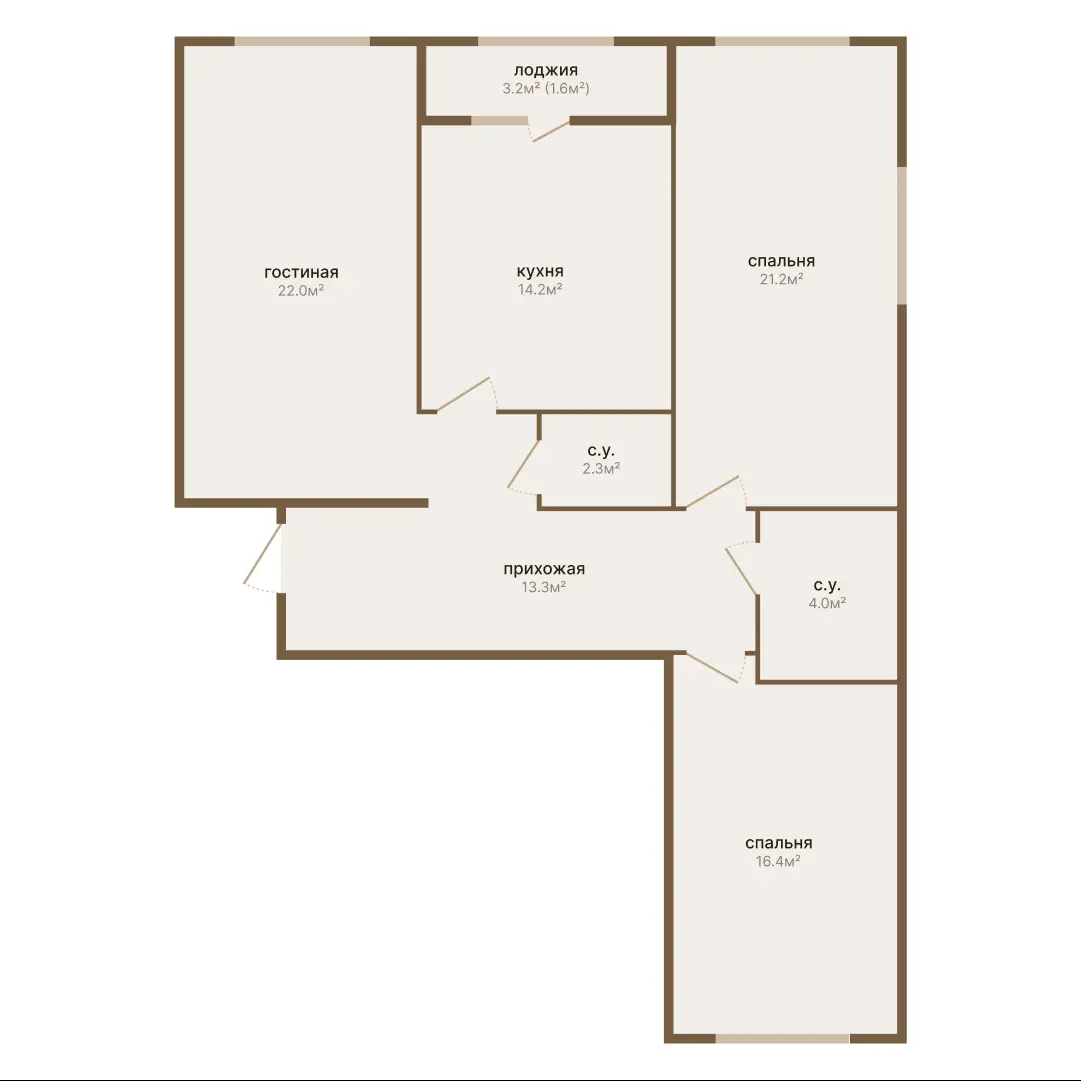 лоджия
3.2м² (1.6м²)
гостиная
22.0м²
кухня
14.2м²
спальня
21.2м²
с.у.
2.3м²
прихожая
13.3м²
с.у.
4.0м²
спальня
16.4м²